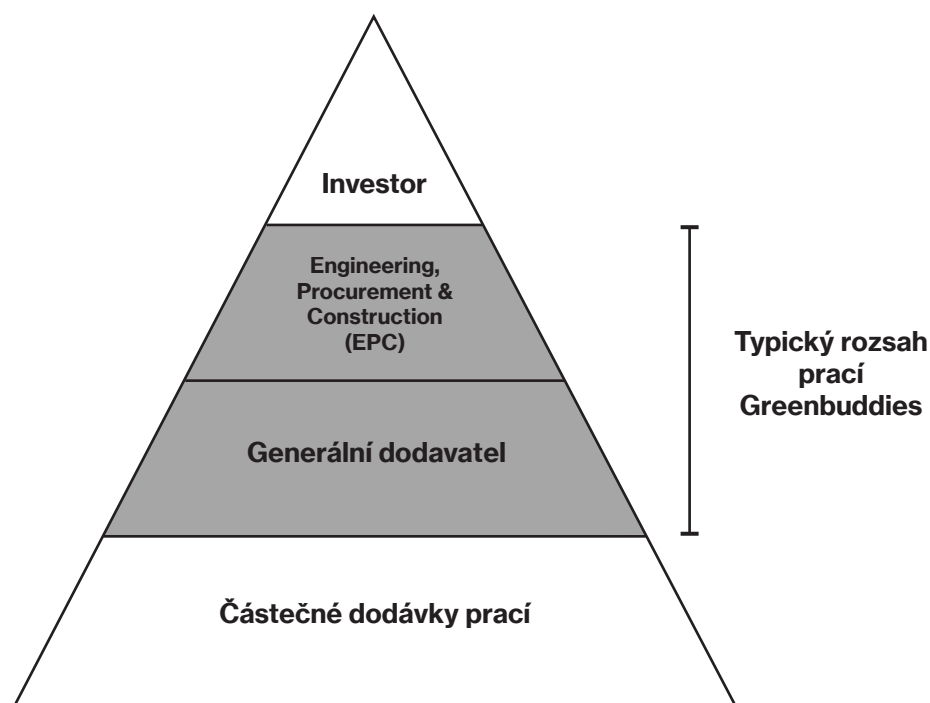 Investor
Engineering,
Procurement &
Construction
(EPC)
Typický rozsah
prací
Greenbuddies
Generální dodavatel
Částečné dodávky prací